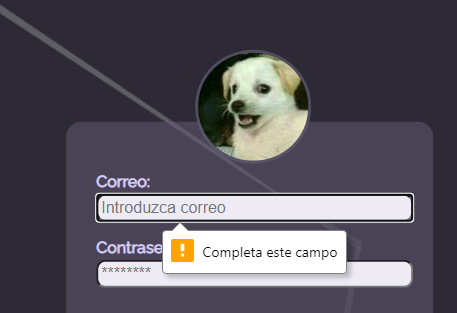 Correo:
Introduzca correo
Contrase
Completa este campo
********